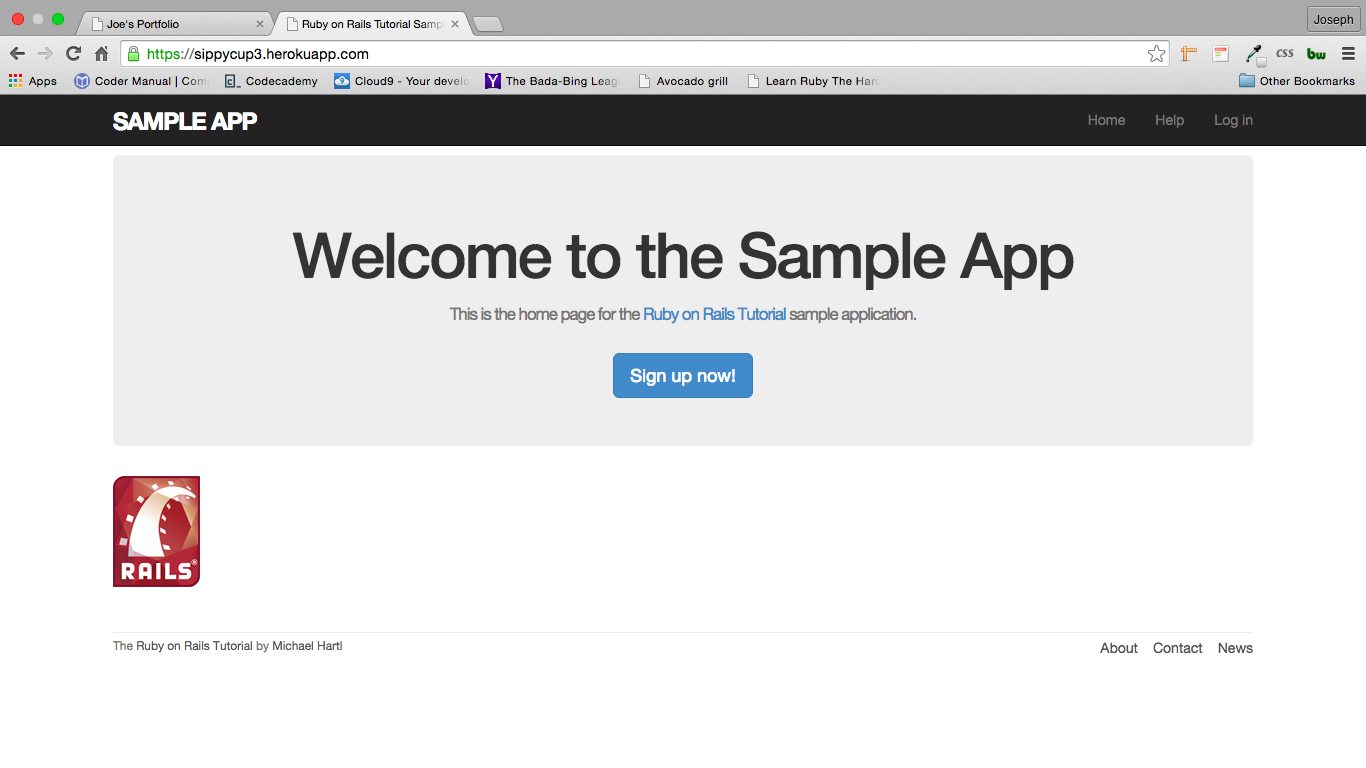 Joe's Portfolio
Ruby on Rails Tutorial Samp
Joseph
https://sippycup3.herokuapp.com
css
bw
Apps
Coder Manual | Com
Codecademy
Cloud9 - Your develo
The Bada-Bing Leag
Avocado grill
Learn Ruby The Hard
Other Bookmarks
SAMPLE APP
Home
Help
Log in
Welcome to the Sample App
This is the home page for the Ruby on Rails Tutorial sample application.
Sign up now!
RAILS®
The Ruby on Rails Tutorial by Michael Hartl
About
Contact
News